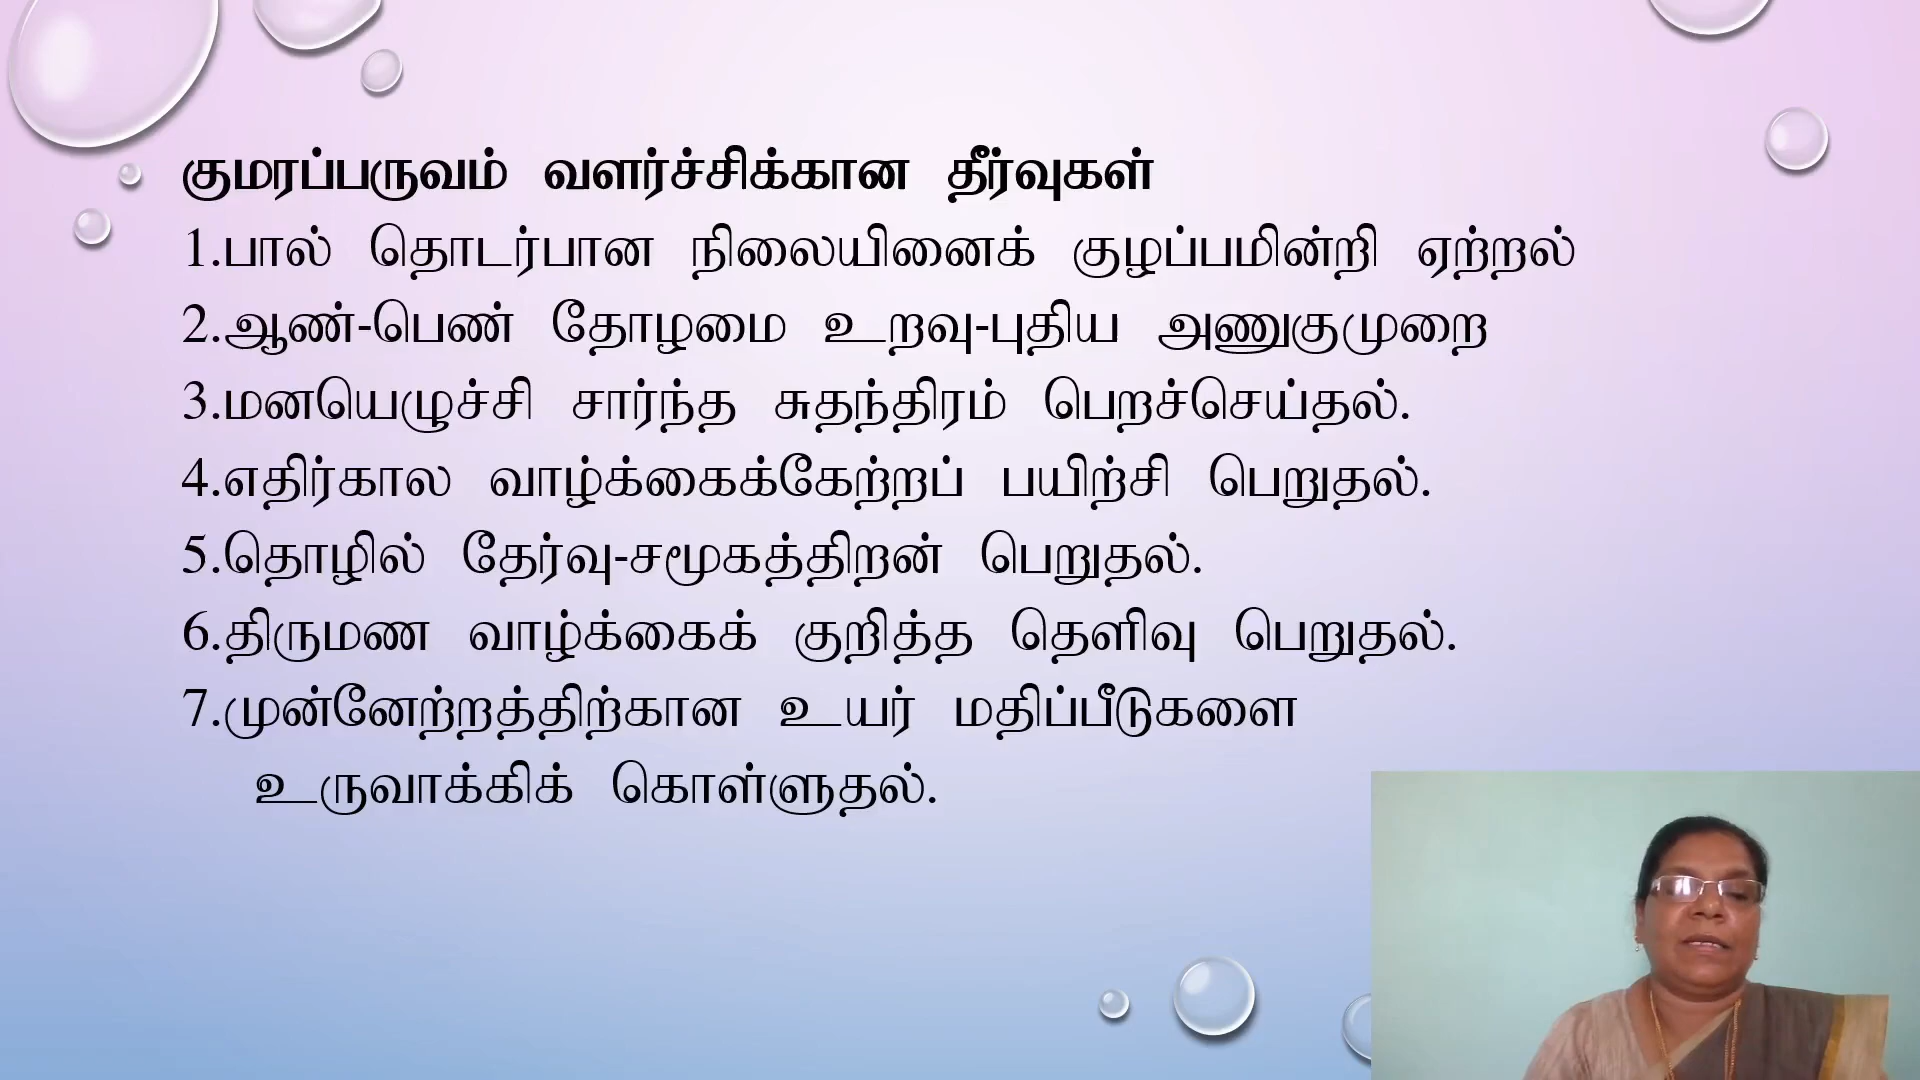 குமரப்பருவம் வளர்ச்சிக்கான தீர்வுகள்
1.பால் தொடர்பான நிலையினைக் குழப்பமின்றி ஏற்றல்
2.ஆண்-பெண் தோழமை உறவு-புதிய அணுகுமுறை
3.மனயெழுச்சி சார்ந்த சுதந்திரம் பெறச்செய்தல்.
4.எதிர்கால வாழ்க்கைக்கேற்றப் பயிற்சி பெறுதல்.
5.தொழில் தேர்வு-சமூகத்திறன் பெறுதல்.
6.திருமண வாழ்க்கைக் குறித்த தெளிவு பெறுதல்.
7.முன்னேற்றத்திற்கான உயர் மதிப்பீடுகளை
உருவாக்கிக் கொள்ளுதல்.